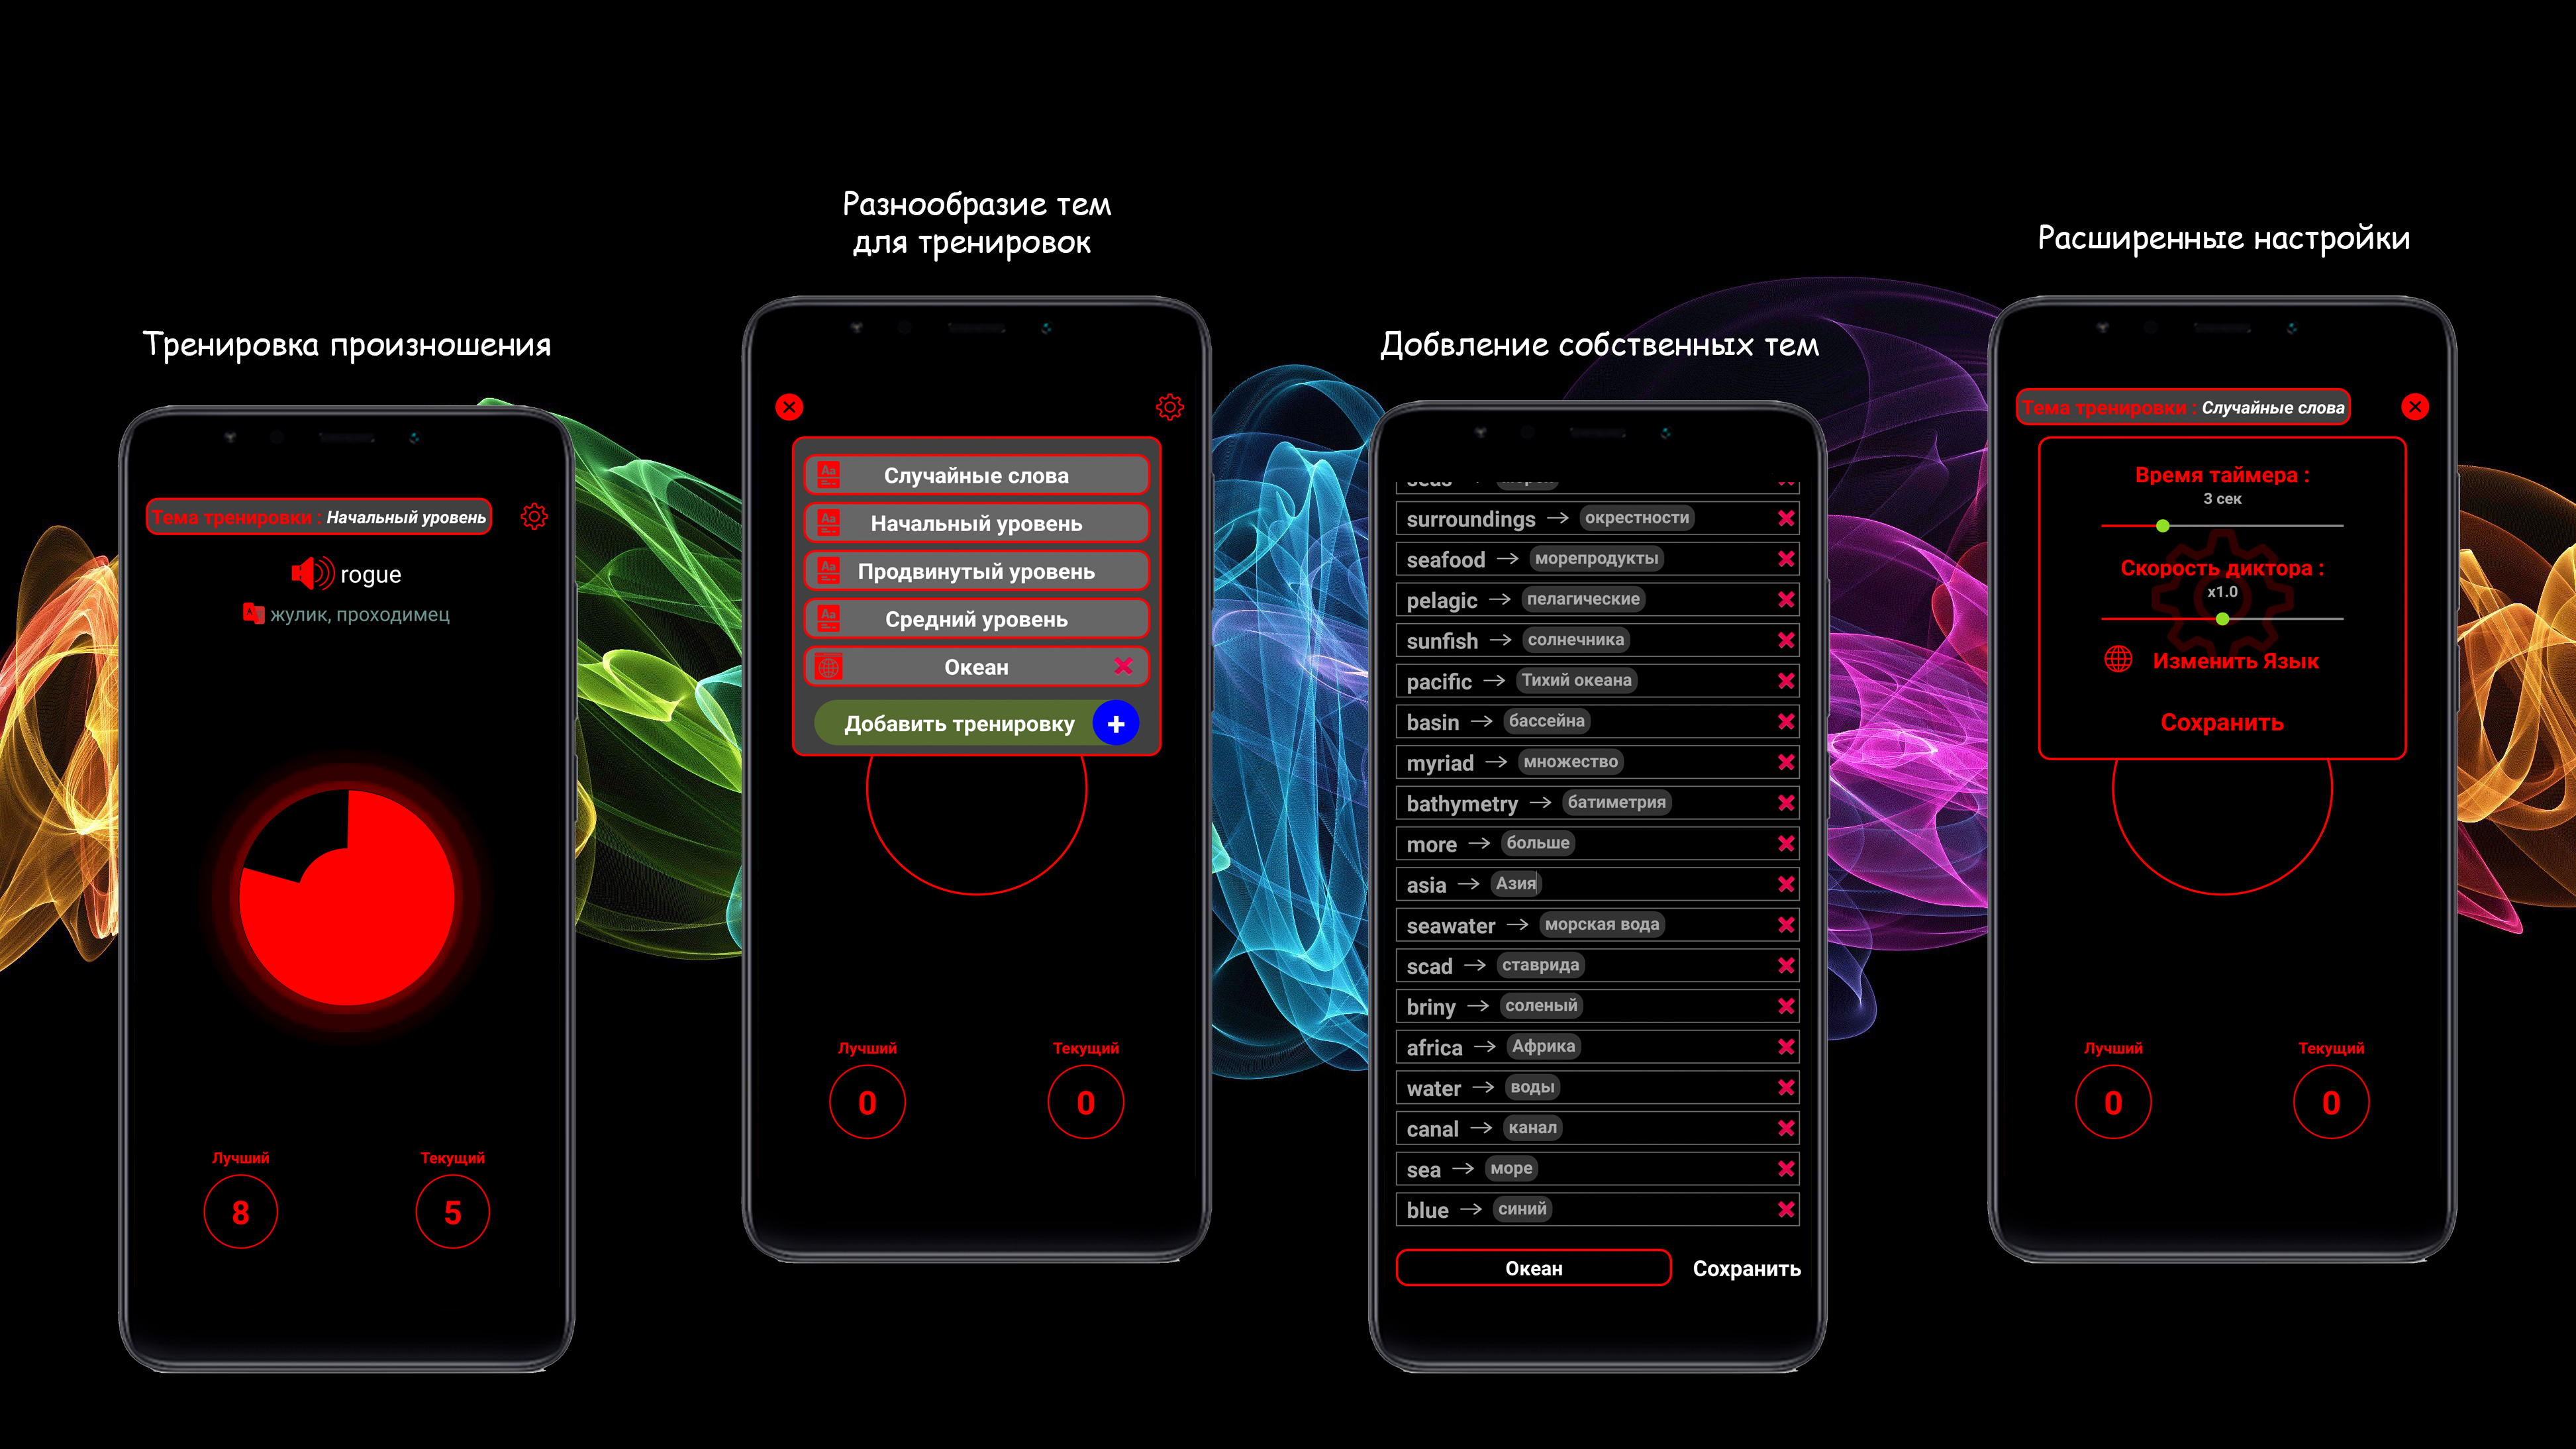 Тренировка произношения
Тема тренировки : Начальный уровень
rogue
жулик, проходимец
Лучший
Текущий
8
5
Разнообразие тем
для тренировок
Случайные слова
Начальный уровень
Продвинутый уровень
Средний уровень
Океан
Добавить тренировку
Лучший
Текущий
0
0
Добвление собственных тем
surroundings → окрестности
seafood → морепродукты
pelagic → пелагические
sunfish → солнечника
pacific → Тихий океана
basin → бассейна
myriad → множество
bathymetry → батиметрия
more → больше
asia → Азия
seawater → морская вода
scad → ставрида
briny → соленый
africa → Африка
water → воды
canal → канал
sea → море
blue → синий
Океан
Сохранить
Расширенные настройки
Тема тренировки : Случайные слова
Время таймера :
3 сек
Скорость диктора :
x1.0
Изменить Язык
Сохранить
Лучший
Текущий
0
0